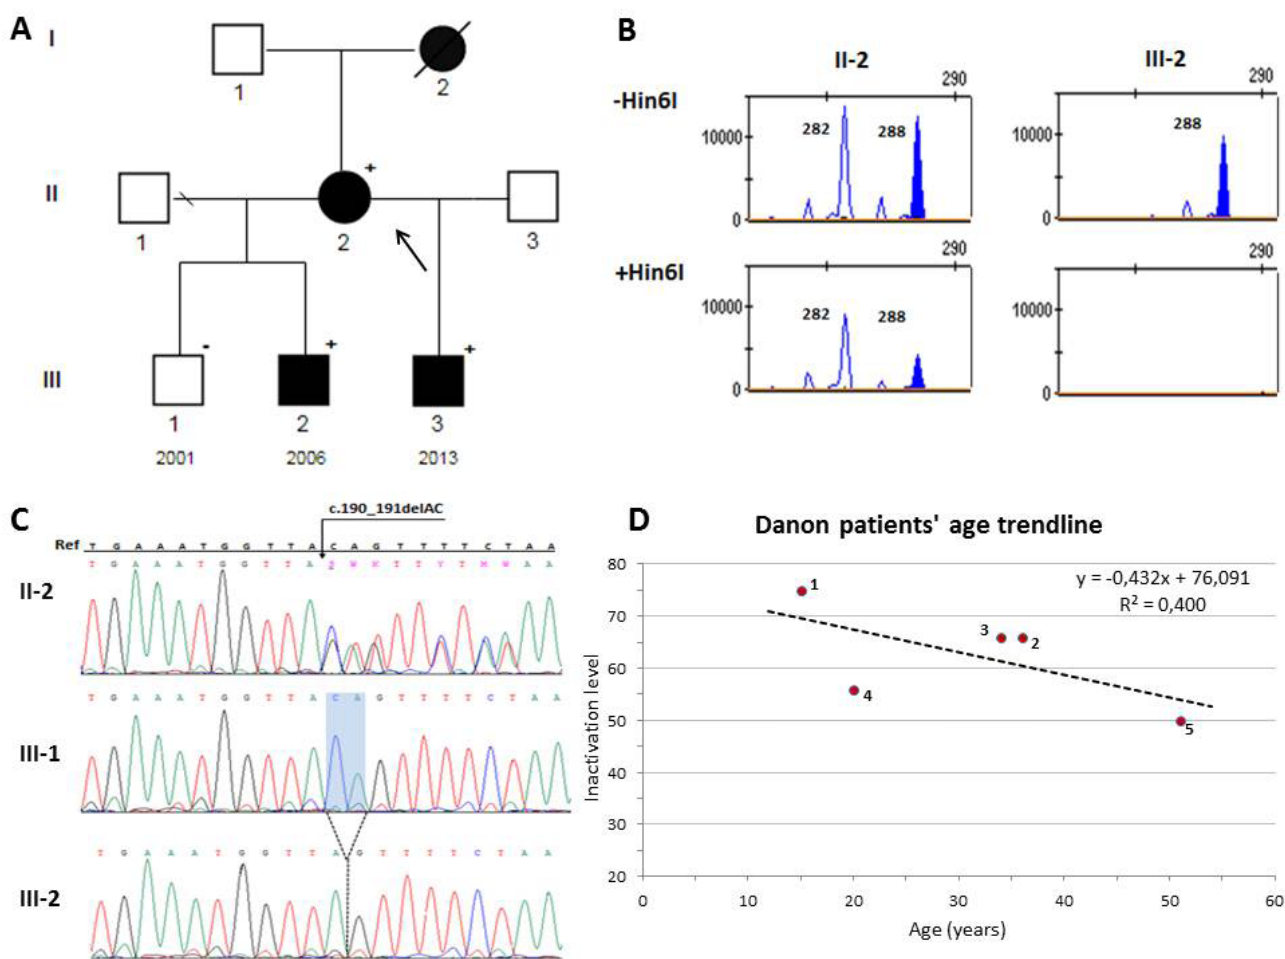 A
I
1
2
+
II
1
2
3
-
+
+
III
1
2
3
2001
2006
2013
B
II-2
III-2
290
290
-Hin6I
10000
282
288
0
10000
288
0
290
290
+Hin6I
10000
282
288
0
10000
0
C
c.190_191delAC
Ref T G A A A T G G T T A C A G T T T T C T A A
T G A A A T G G T T A 2 W K T T Y T M W A A
II-2
T G A A A T G G T T A C A G T T T T C T A A
III-1
T G A A A T G G T T A G T T T T C T A A
III-2
D
Danon patients' age trendline
y = -0,432x + 76,091
R² = 0,400
Inactivation level
80
70
60
50
40
30
20
1
3
2
4
5
0 10 20 30 40 50 60
Age (years)